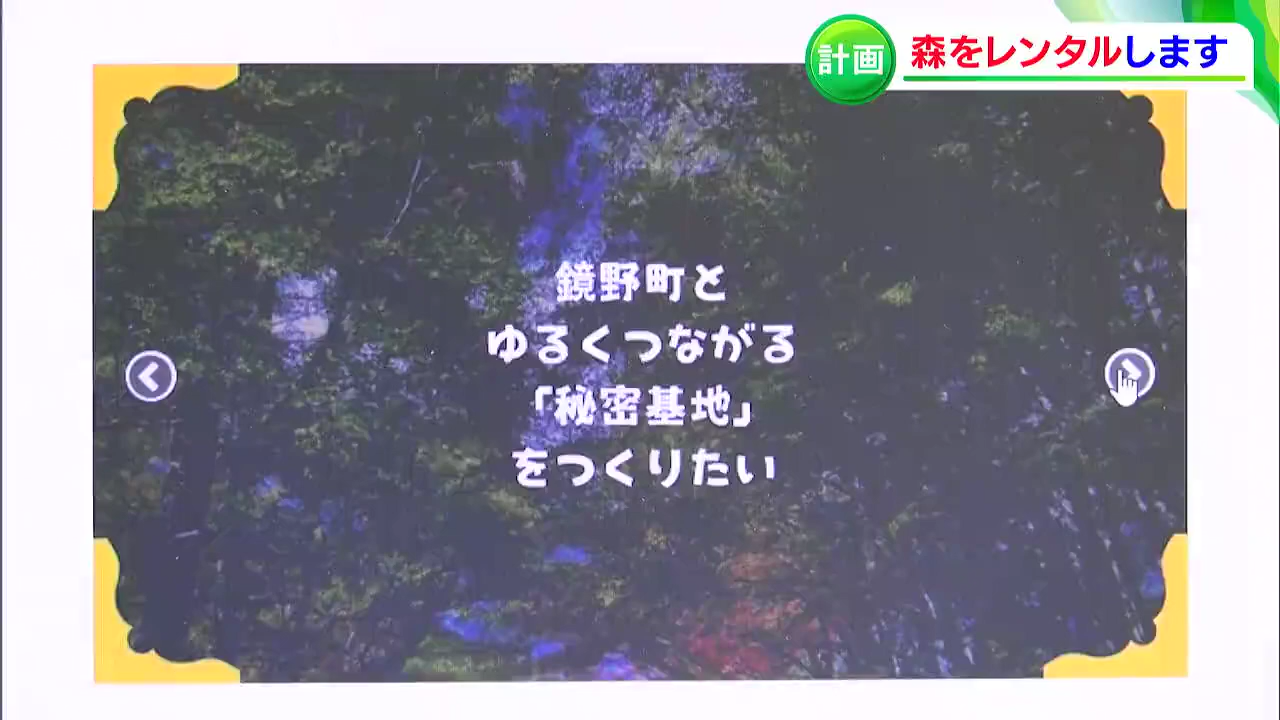 計画
森をレンタルします
鏡野町と
ゆるくつながる
「秘密基地」
をつくりたい